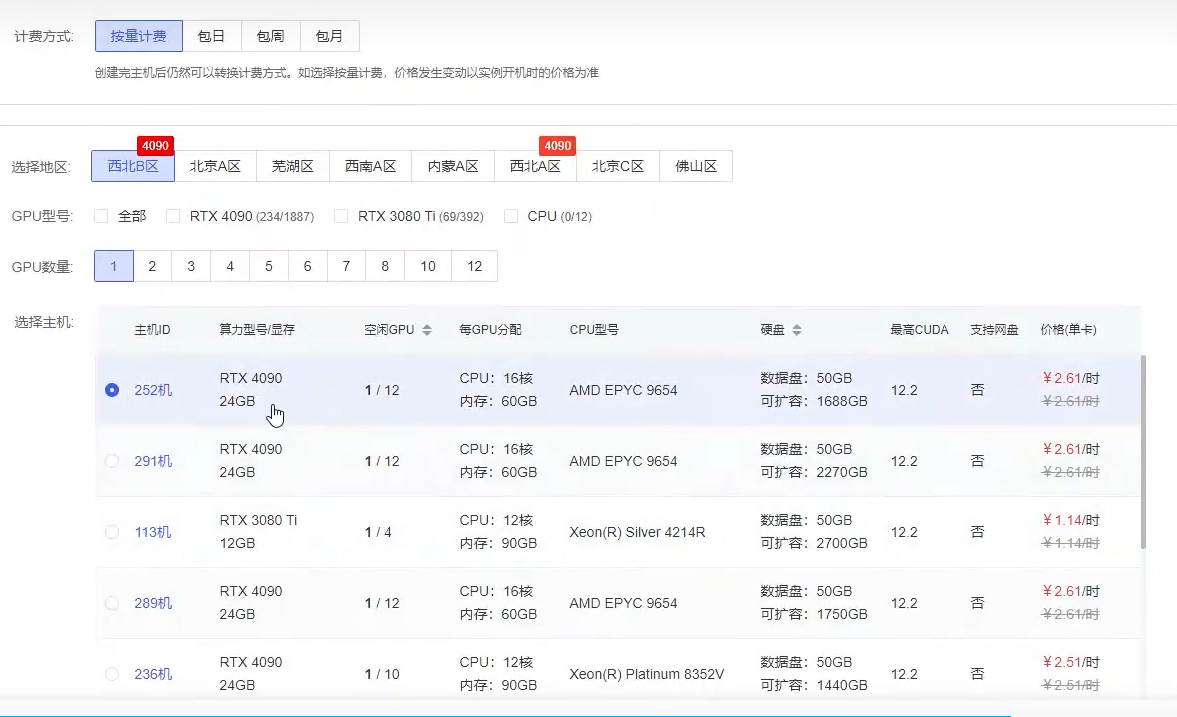 计费方式: 按量计费 包日 包周 包月
创建完主机后仍然可以转换计费方式。如选择按量计费，价格发生变动以实例开机时的价格为准
4090 4090
选择地区: 西北B区 北京A区 芜湖区 西南A区 内蒙A区 西北A区 北京C区 佛山区
GPU型号: 全部 RTX 4090 (234/1887) RTX 3080 Ti (69/392) CPU (0/12)
GPU数量: 1 2 3 4 5 6 7 8 10 12
选择主机: 主机ID 算力型号/显存 空闲GPU 每GPU分配 CPU型号 硬盘 最高CUDA 支持网盘 价格(单卡)
RTX 4090 CPU：16核 数据盘：50GB ￥2.61/时
252机 1 / 12 AMD EPYC 9654 12.2 否
24GB 内存：60GB 可扩容：1688GB ￥2.61/时
RTX 4090 CPU：16核 数据盘：50GB ￥2.61/时
291机 1 / 12 AMD EPYC 9654 12.2 否
24GB 内存：60GB 可扩容：2270GB ￥2.61/时
RTX 3080 Ti CPU：12核 数据盘：50GB ￥1.14/时
113机 1 / 4 Xeon(R) Silver 4214R 12.2 否
12GB 内存：90GB 可扩容：2700GB ￥1.14/时
RTX 4090 CPU：16核 数据盘：50GB ￥2.61/时
289机 1 / 12 AMD EPYC 9654 12.2 否
24GB 内存：60GB 可扩容：1750GB ￥2.61/时
RTX 4090 CPU：12核 数据盘：50GB ￥2.51/时
236机 1 / 10 Xeon(R) Platinum 8352V 12.2 否
24GB 内存：90GB 可扩容：1440GB ￥2.51/时